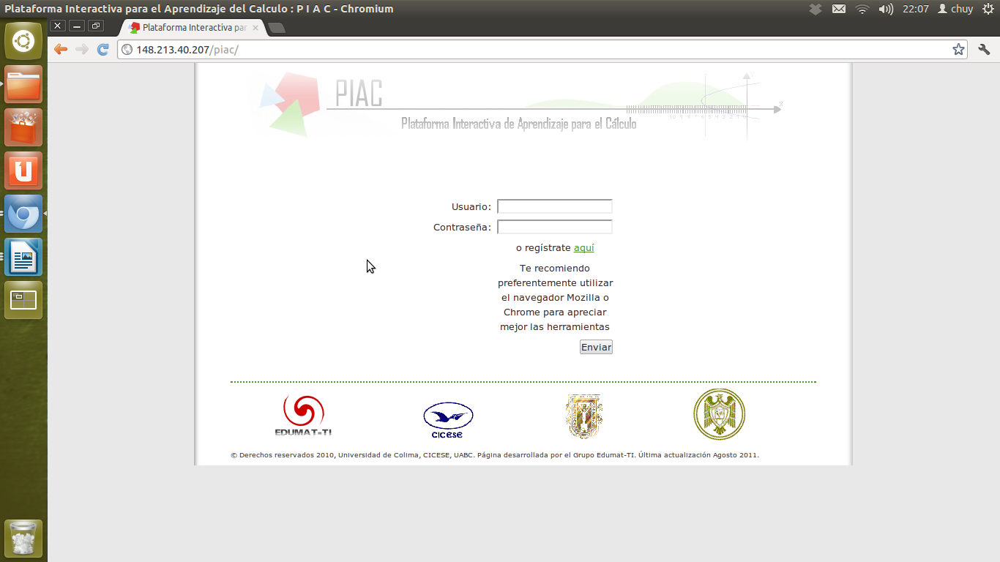 Plataforma Interactiva para el Aprendizaje del Calculo : P I A C - Chromium
22:07
chuy
Plataforma Interactiva par
148.213.40.207/piac/
PIAC
Plataforma Interactiva de Aprendizaje para el Cálculo
X
Usuario:
Contraseña:
o regístrate aquí
Te recomiendo
preferentemente utilizar
el navegador Mozilla o
Chrome para apreciar
mejor las herramientas
Enviar
EDUMAT-TI
CICESE
© Derechos reservados 2010, Universidad de Colima, CICESE, UABC. Página desarrollada por el Grupo Edumat-TI. Última actualización Agosto 2011.